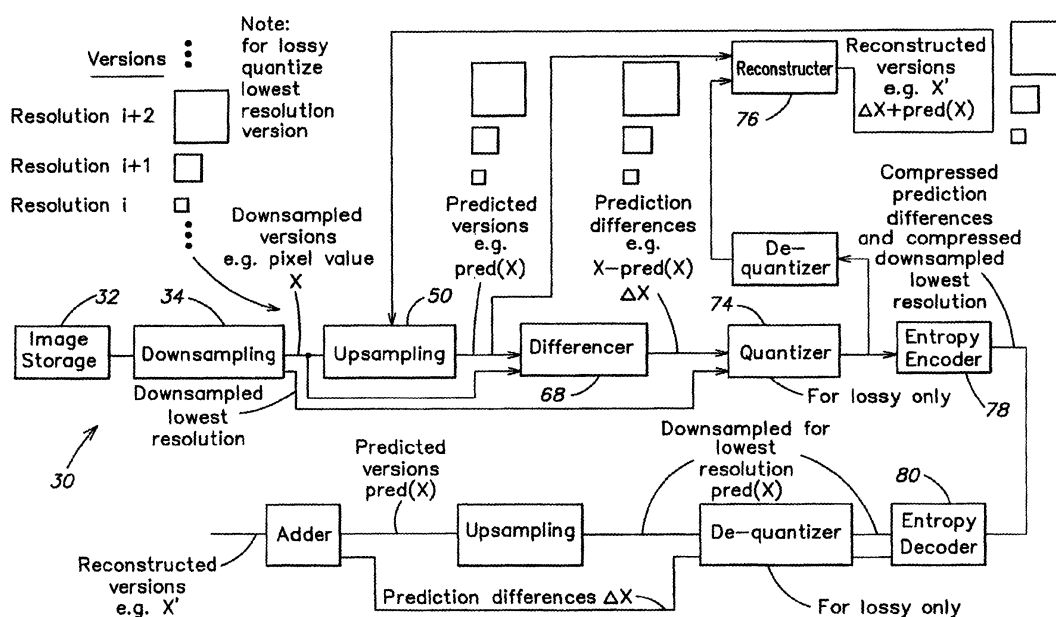 Versions
Note:
for lossy
quantize
lowest
resolution
version
Resolution i+2
Resolution i+1
Resolution i
Downsampled
versions
e.g. pixel value
X
Predicted
versions
e.g.
pred(X)
Prediction
differences
e.g.
X-pred(X)
ΔX
Reconstructer
76
Reconstructed
versions
e.g. X'
ΔX+pred(X)
De-
quantizer
Compressed
prediction
differences
and compressed
downsampled
lowest
resolution
32
Image
Storage
34
Downsampling
50
Upsampling
Differencer
68
74
Quantizer
For lossy only
Entropy
Encoder
78
Downsampled
lowest
resolution
30
Predicted
versions
pred(X)
Downsampled for
lowest
resolution
pred(X)
80
Adder
Upsampling
De-quantizer
Entropy
Decoder
Reconstructed
versions
e.g. X'
Prediction differences ΔX
For lossy only